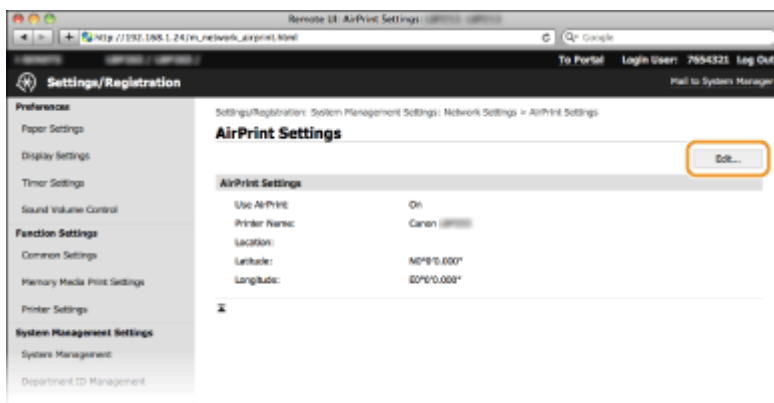 Remote UI: AirPrint Settings:
http://192.168.1.24/m_network_airprint.html
Google
To Portal Login User: 7654321 Log Out
Settings/Registration
Mail to System Manager
Preferences
Paper Settings
Display Settings
Timer Settings
Sound Volume Control
Function Settings
Common Settings
Memory Media Print Settings
Printer Settings
System Management Settings
System Management
Department ID Management
Settings/Registration: System Management Settings: Network Settings > AirPrint Settings
AirPrint Settings
Edit...
AirPrint Settings
Use AirPrint: On
Printer Name: Canon
Location:
Latitude: N0°0'0.000"
Longitude: E0°0'0.000"